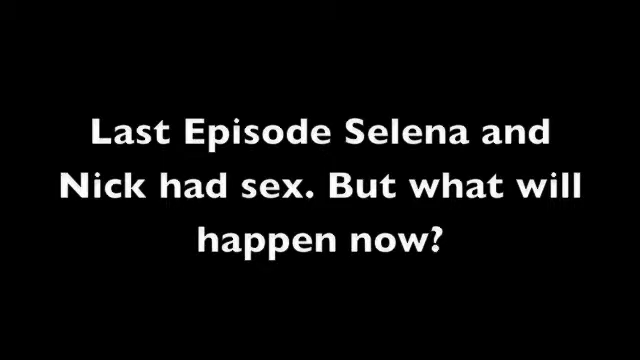 Last Episode Selena and
Nick had sex. But what will
happen now?